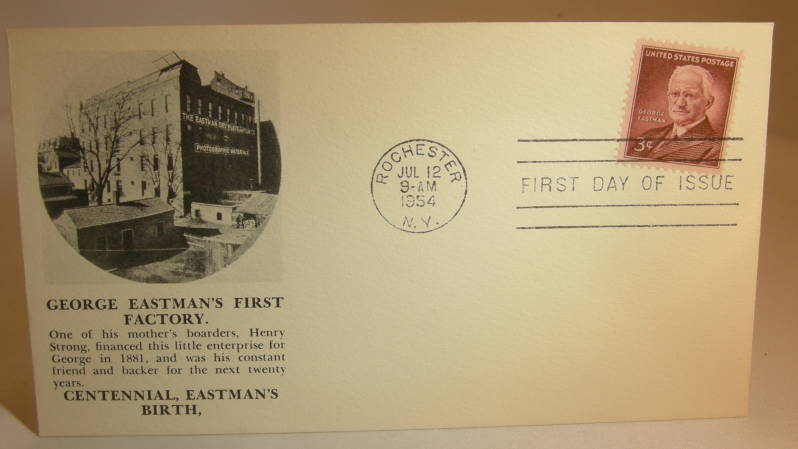 THE EASTMAN DRY PLATE & FILM CO.
PHOTOGRAPHIC MATERIALS
GEORGE EASTMAN'S FIRST
FACTORY.
One of his mother's boarders, Henry
Strong, financed this little enterprise for
George in 1881, and was his constant
friend and backer for the next twenty
years.
CENTENNIAL, EASTMAN'S
BIRTH,
ROCHESTER
JUL 12
9-AM
1954
N.Y.
UNITED STATES POSTAGE
GEORGE
EASTMAN
3¢
FIRST DAY OF ISSUE